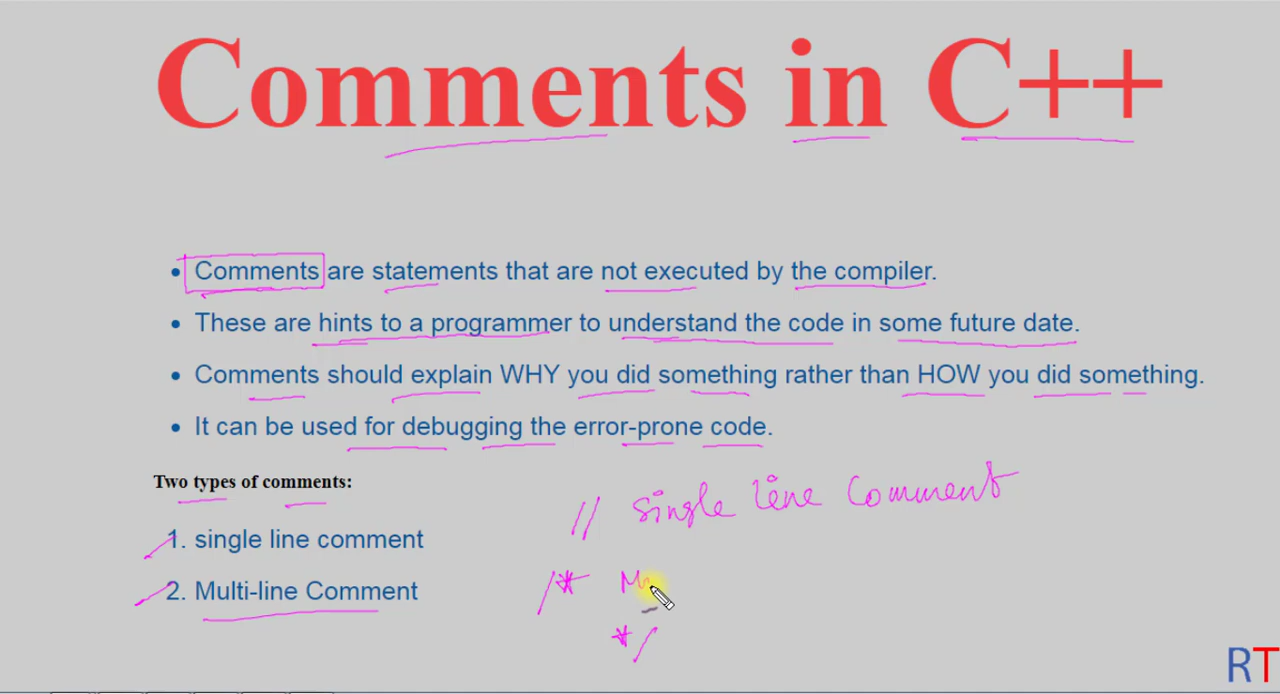 Comments in C++
• Comments are statements that are not executed by the compiler.
• These are hints to a programmer to understand the code in some future date.
• Comments should explain WHY you did something rather than HOW you did something.
• It can be used for debugging the error-prone code.
Two types of comments:
// single line comment
1. single line comment
/* M
2. Multi-line Comment
*/
RT